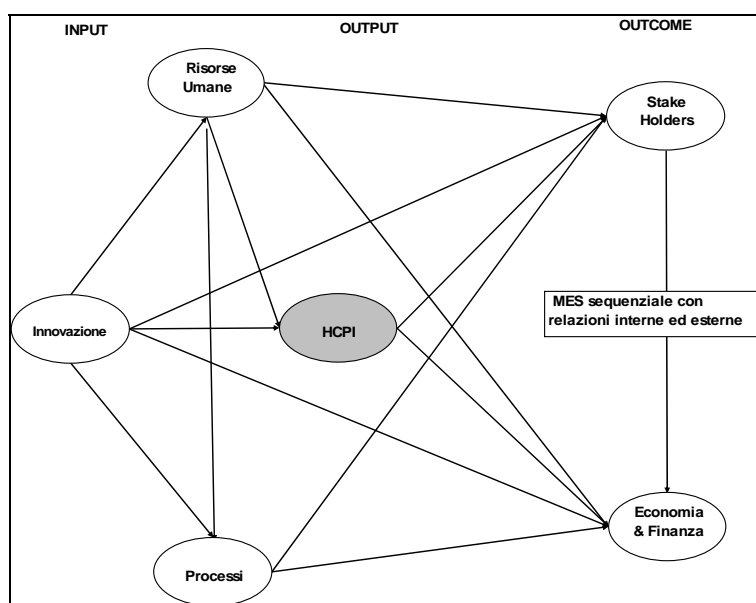 INPUT
OUTPUT
OUTCOME
Risorse
Umane
Stake
Holders
MES sequenziale con
relazioni interne ed esterne
Innovazione
HCPI
Economia
& Finanza
Processi